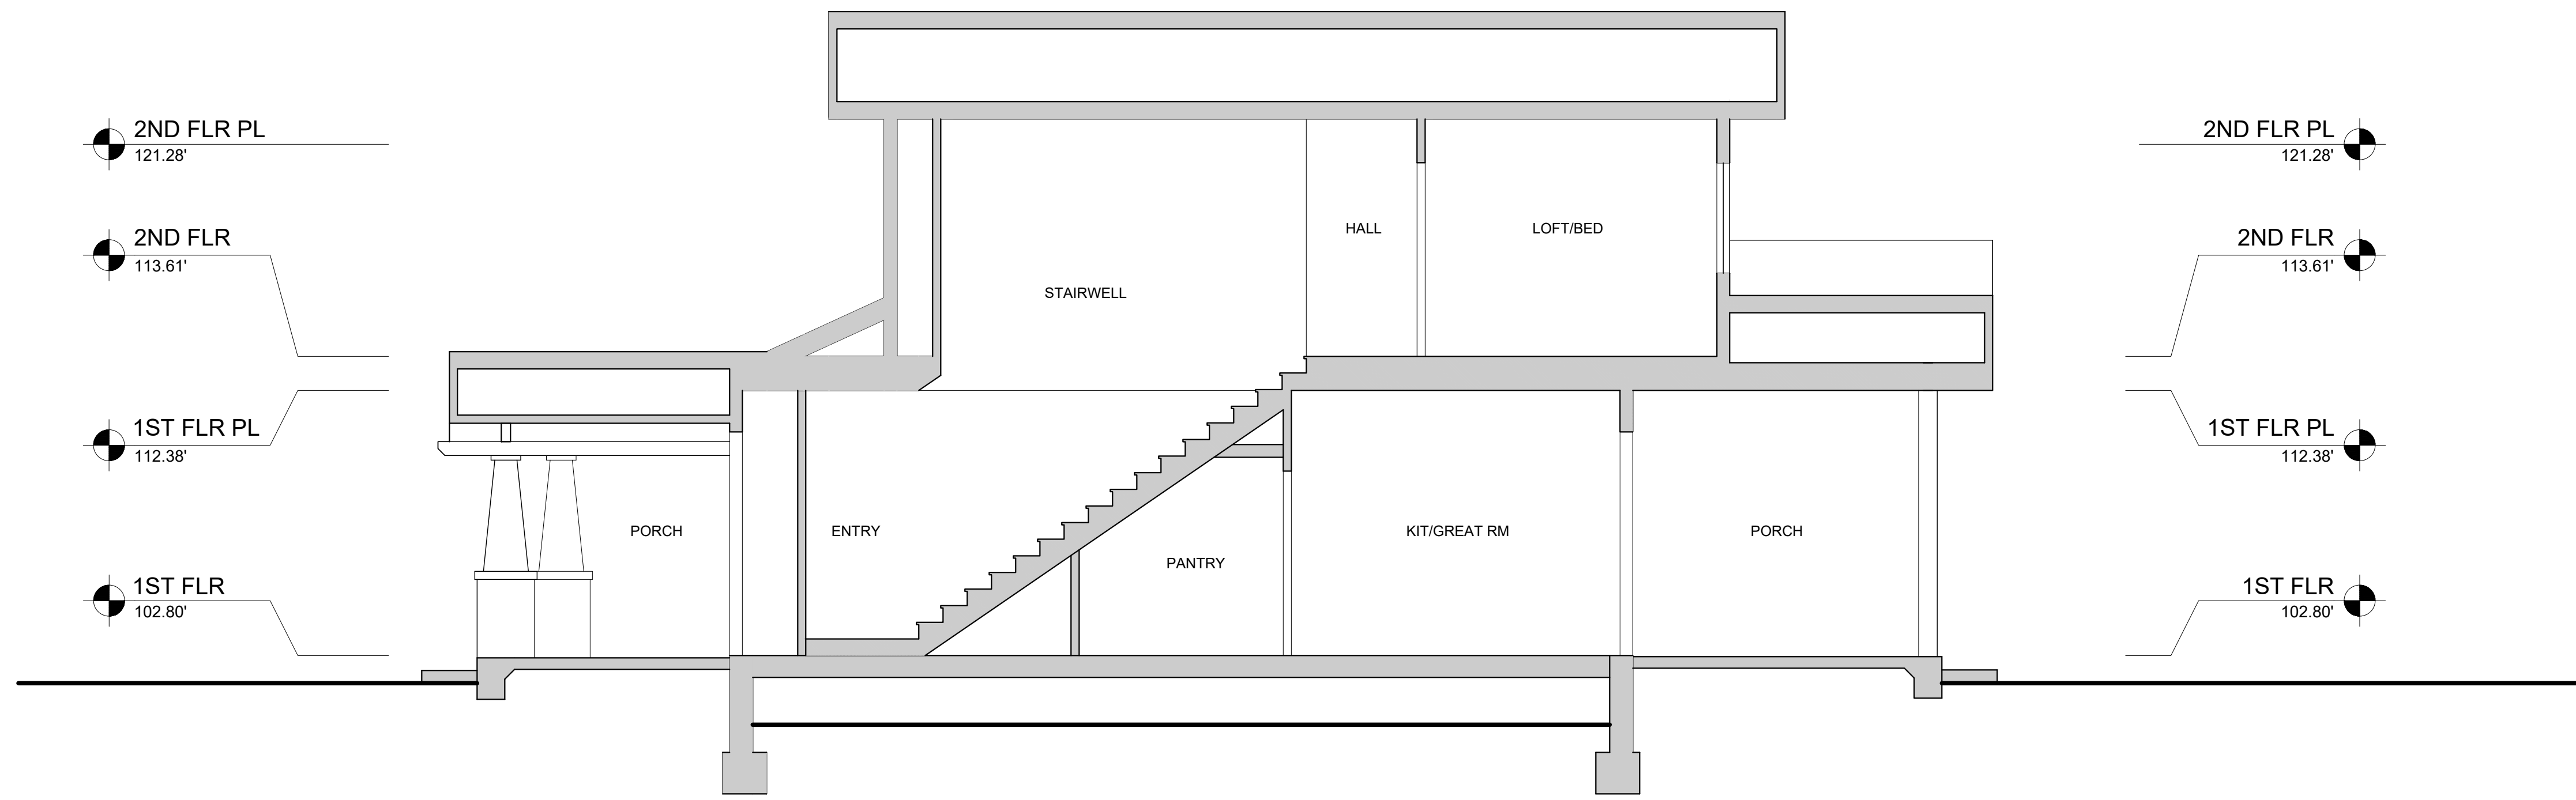 2ND FLR PL
121.28'
2ND FLR PL
121.28'
HALL
LOFT/BED
2ND FLR
113.61'
2ND FLR
113.61'
STAIRWELL
1ST FLR PL
112.38'
1ST FLR PL
112.38'
PORCH
ENTRY
KIT/GREAT RM
PORCH
PANTRY
1ST FLR
102.80'
1ST FLR
102.80'